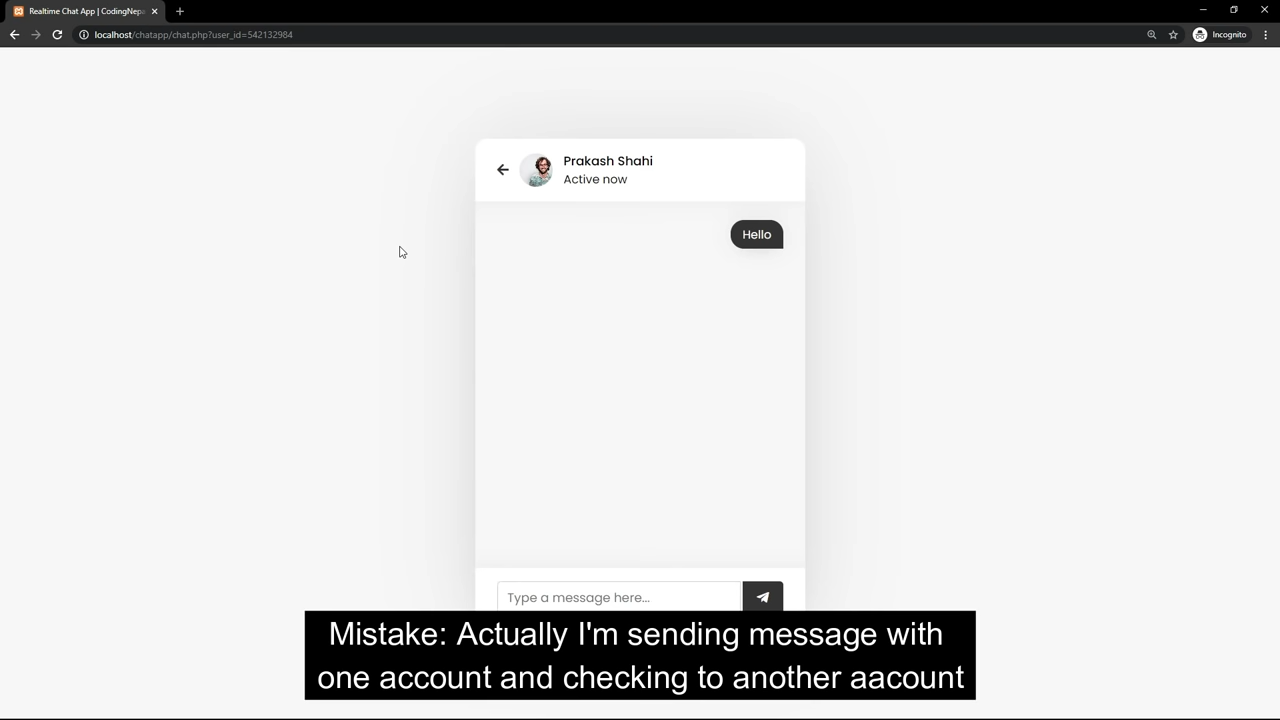 Realtime Chat App | CodingNepa
localhost/chatapp/chat.php?user_id=542132984
Incognito
Prakash Shahi
Active now
Hello
Type a message here...
Mistake: Actually I'm sending message with
one account and checking to another aacount